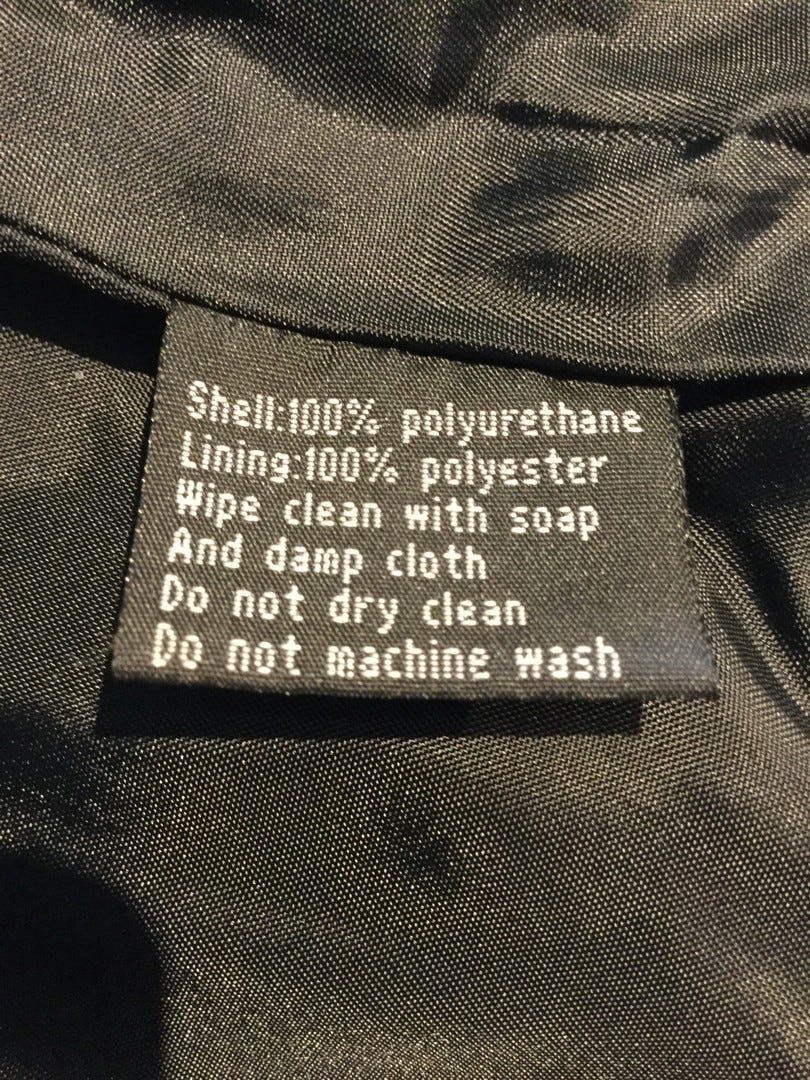 Shell:100% polyurethane
Lining:100% polyester
Wipe clean with soap
And damp cloth
Do not dry clean
Do not machine wash